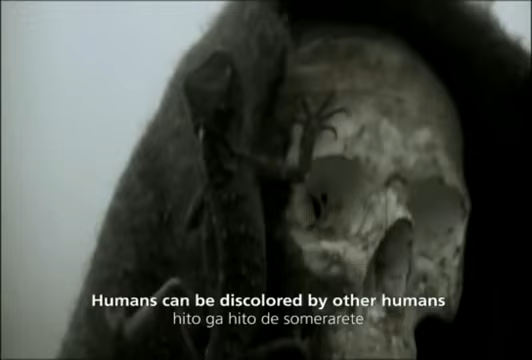 Humans can be discolored by other humans
hito ga hito de somerarete